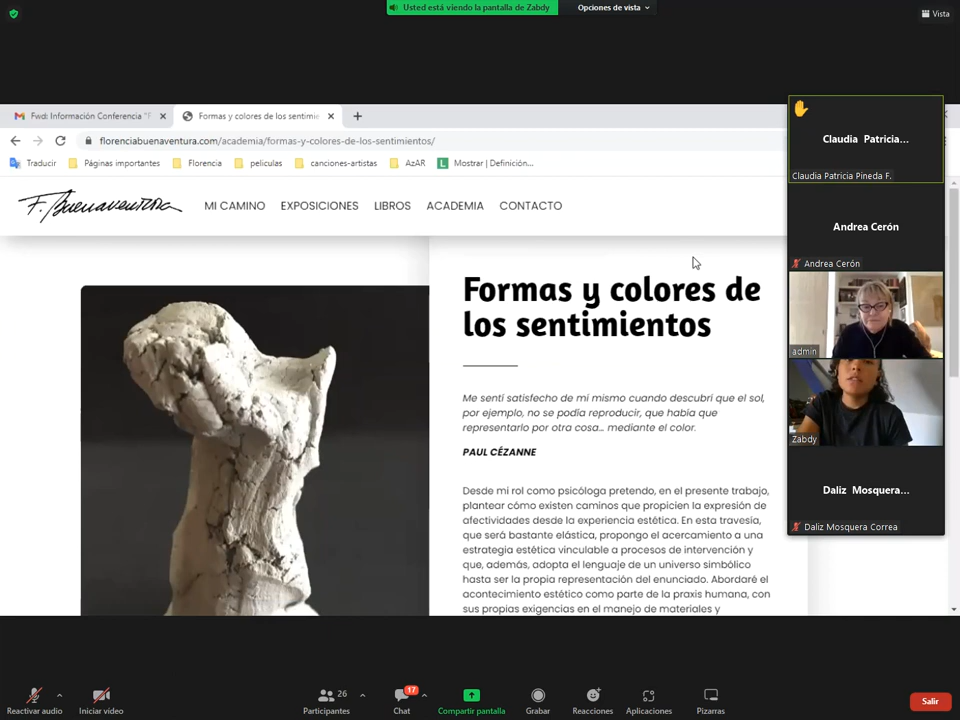 Usted está viendo la pantalla de Zabdy
Opciones de vista
Vista
Fwd: Información Conferencia "F
Formas y colores de los sentimie
florenciabuenaventura.com/academia/formas-y-colores-de-los-sentimientos/
Traducir
Páginas importantes
Florencia
peliculas
canciones-artistas
AzAR
L
Mostrar | Definición...
F. Buenaventura
MI CAMINO
EXPOSICIONES
LIBROS
ACADEMIA
CONTACTO
Formas y colores de
los sentimientos
Me sentí satisfecho de mí mismo cuando descubrí que el sol,
por ejemplo, no se podía reproducir, que había que
representarlo por otra cosa... mediante el color.
PAUL CÉZANNE
Desde mi rol como psicóloga pretendo, en el presente trabajo,
plantear cómo existen caminos que propicien la expresión de
afectividades desde la experiencia estética. En esta travesía,
que será bastante elástica, propongo el acercamiento a una
estrategia estética vinculable a procesos de intervención y
que, además, adopta el lenguaje de un universo simbólico
hasta ser la propia representación del enunciado. Abordaré el
acontecimiento estético como parte de la praxis humana, con
sus propias exigencias en el manejo de materiales y
Claudia Patricia...
Claudia Patricia Pineda F.
Andrea Cerón
Andrea Cerón
admin
Zabdy
Daliz Mosquera...
Daliz Mosquera Correa
Reactivar audio
Iniciar video
26
Participantes
17
Chat
Compartir pantalla
Grabar
Reacciones
Aplicaciones
Pizarras
Salir